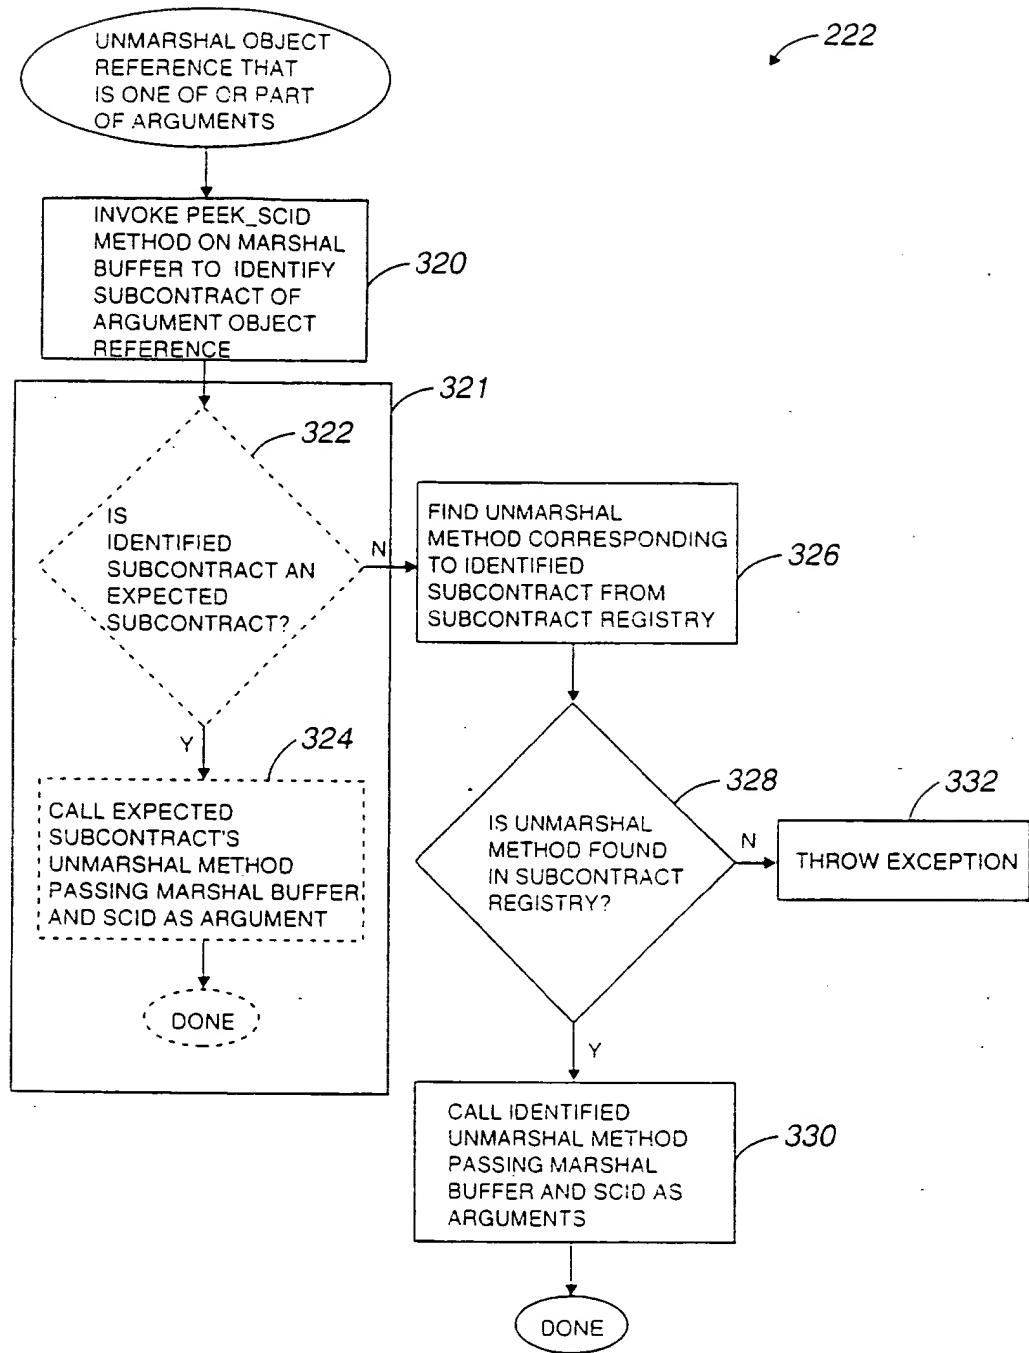 UNMARSHAL OBJECT
REFERENCE THAT
IS ONE OF OR PART
OF ARGUMENTS
222
INVOKE PEEK_SCID
METHOD ON MARSHAL
BUFFER TO IDENTIFY
SUBCONTRACT OF
ARGUMENT OBJECT
REFERENCE
320
321
322
IS
IDENTIFIED
SUBCONTRACT AN
EXPECTED
SUBCONTRACT?
N
Y
324
CALL EXPECTED
SUBCONTRACT'S
UNMARSHAL METHOD
PASSING MARSHAL BUFFER
AND SCID AS ARGUMENT
DONE
FIND UNMARSHAL
METHOD CORRESPONDING
TO IDENTIFIED
SUBCONTRACT FROM
SUBCONTRACT REGISTRY
326
IS UNMARSHAL
METHOD FOUND
IN SUBCONTRACT
REGISTRY?
328
N
332
THROW EXCEPTION
Y
CALL IDENTIFIED
UNMARSHAL METHOD
PASSING MARSHAL
BUFFER AND SCID AS
ARGUMENTS
330
DONE